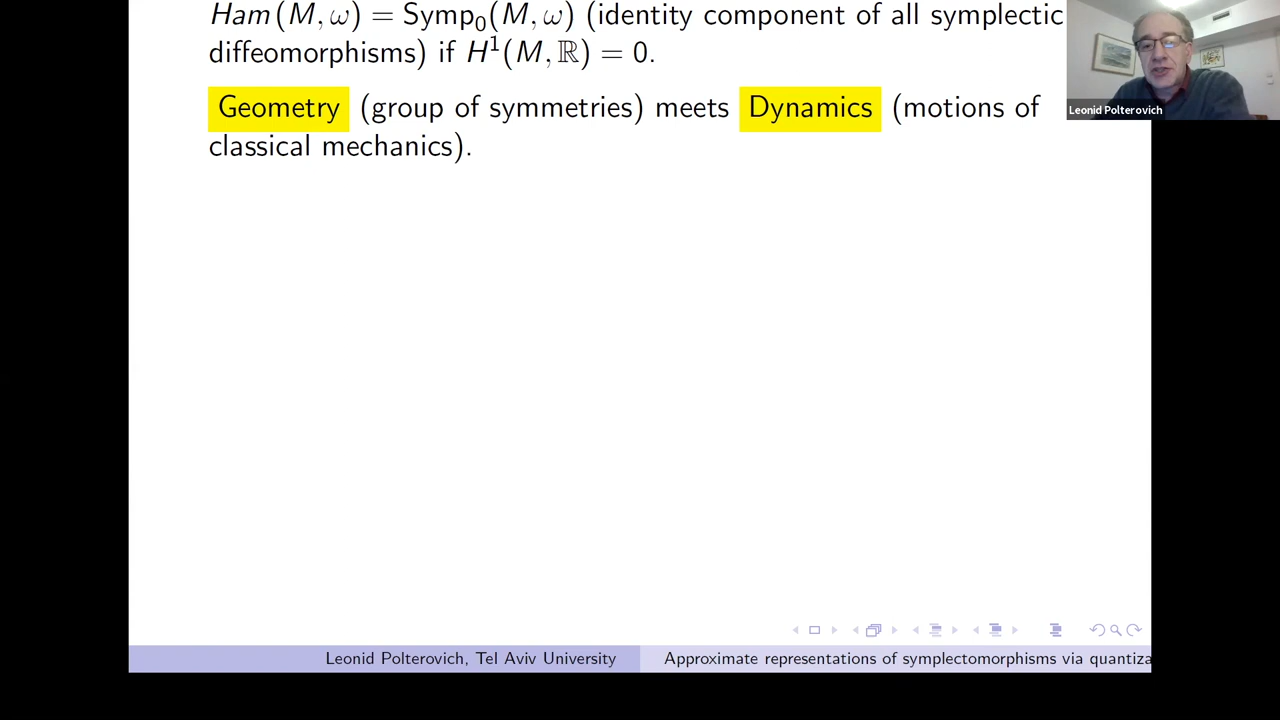 Ham(M, ω) = Symp₀(M, ω) (identity component of all symplectic
diffeomorphisms) if H¹(M, ℝ) = 0.
Geometry (group of symmetries) meets Dynamics (motions of
classical mechanics).
Leonid Polterovich
Leonid Polterovich, Tel Aviv University
Approximate representations of symplectomorphisms via quantiza